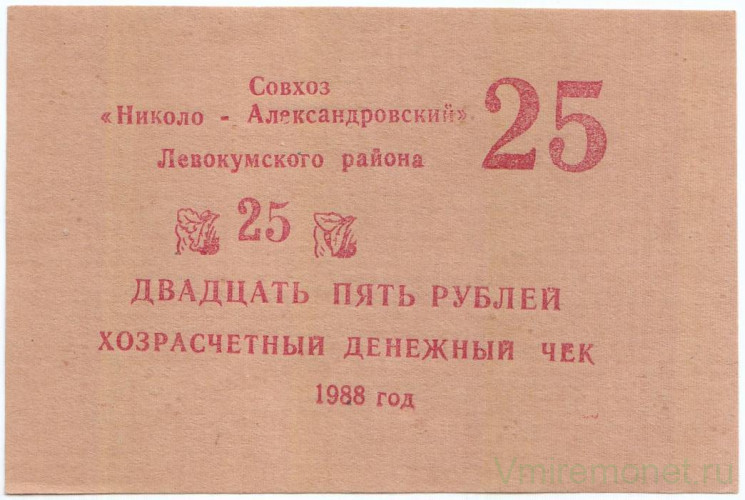 Совхоз
«Николо - Александровский»
Левокумского района
25
25
ДВАДЦАТЬ ПЯТЬ РУБЛЕЙ
ХОЗРАСЧЕТНЫЙ ДЕНЕЖНЫЙ ЧЕК
1988 год
Vmiremonet.ru